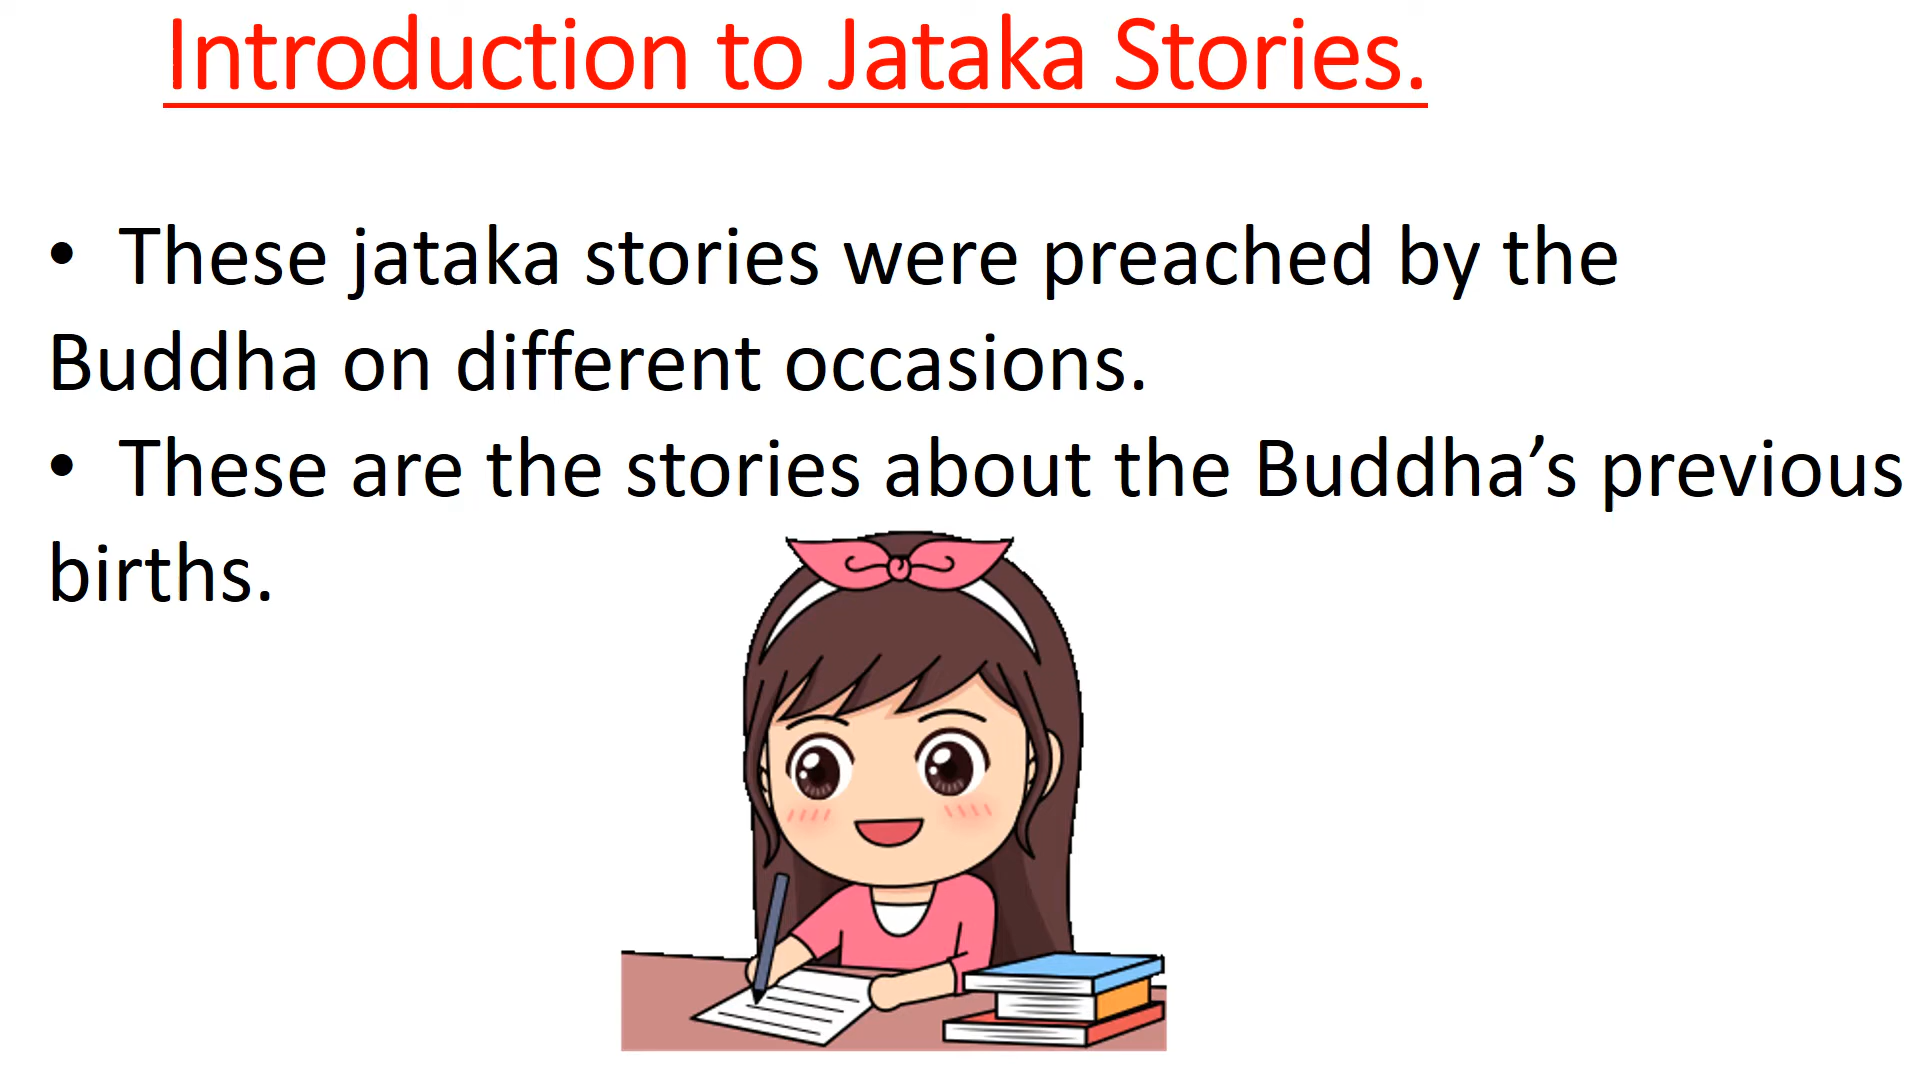 Introduction to Jataka Stories.
• These jataka stories were preached by the
Buddha on different occasions.
• These are the stories about the Buddha’s previous
births.